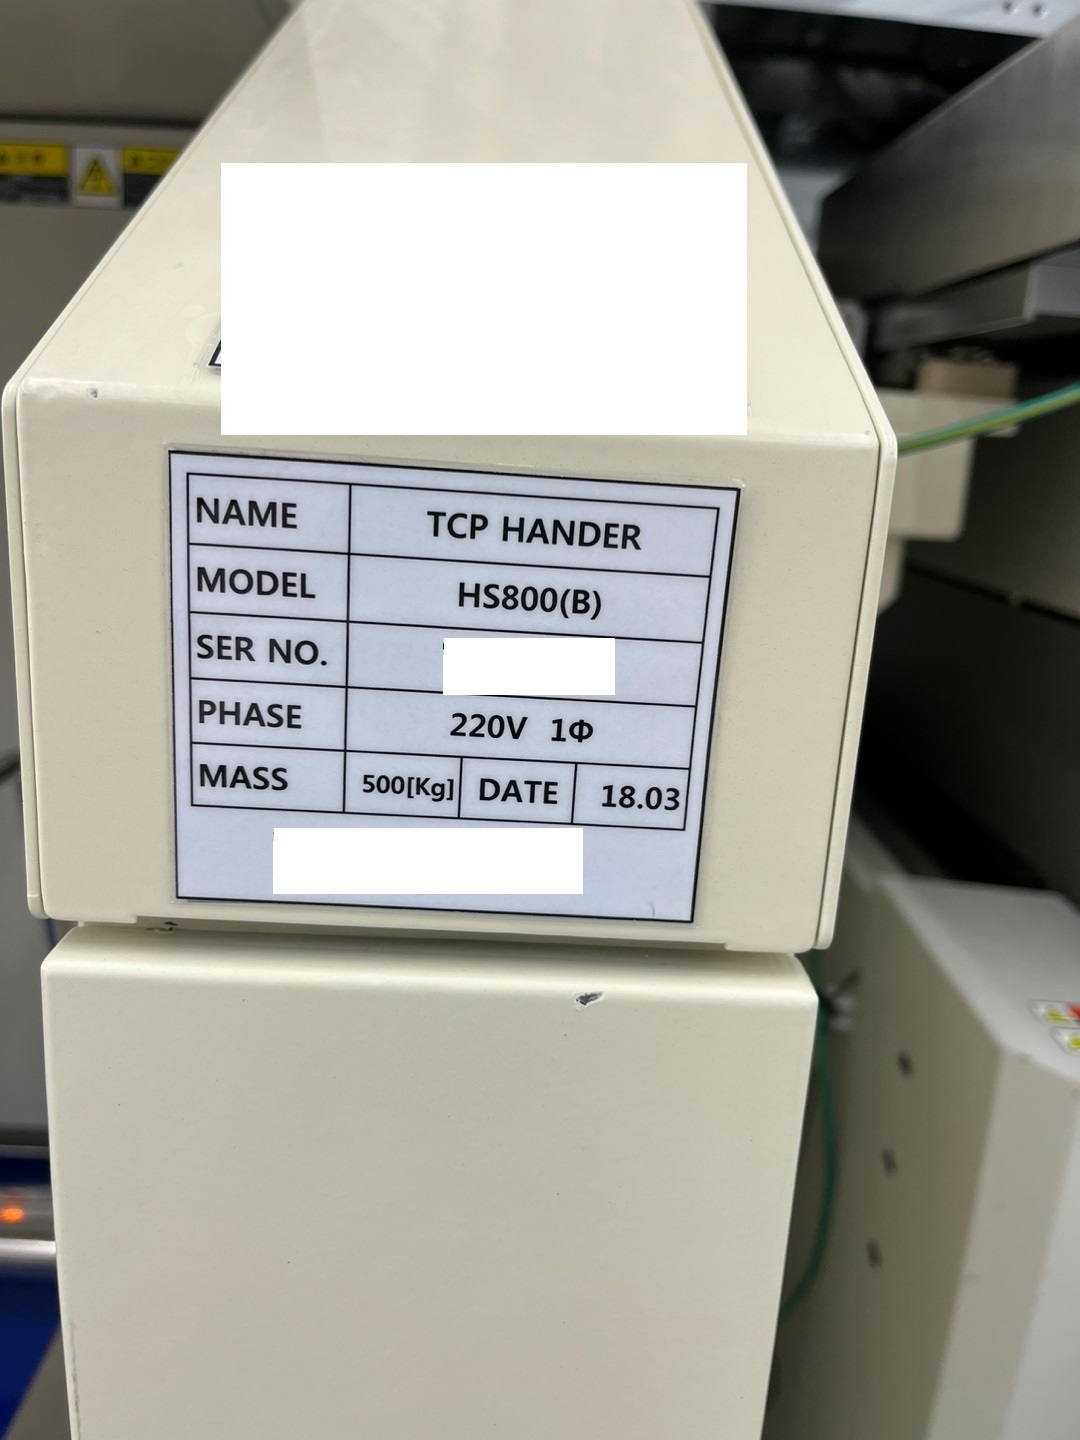 NAME TCP HANDER
MODEL HS800(B)
SER NO.
PHASE 220V 1Φ
MASS 500[Kg] DATE 18.03